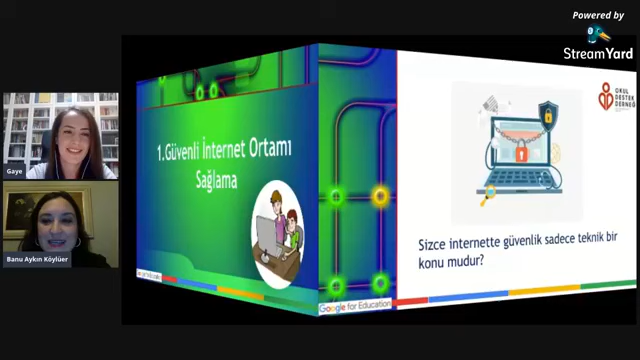 Powered by
StreamYard
OKUL
DESTEK
DERNEĞİ
1.Güvenli İnternet Ortamı
Sağlama
Gaye
Sizce internette güvenlik sadece teknik bir
konu mudur?
Banu Aykın Köylüer
Google for Education